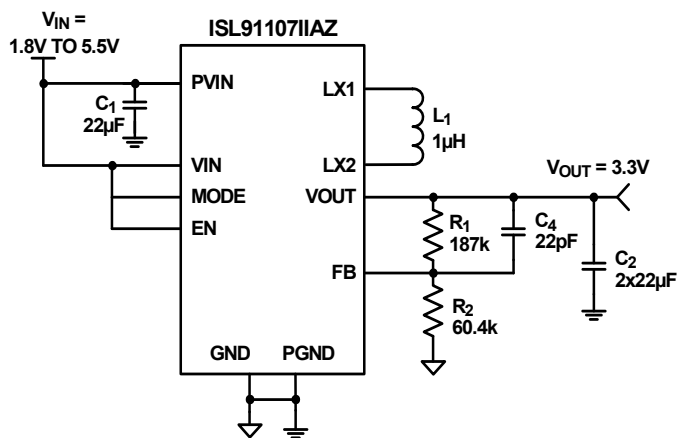 V_IN =
1.8V TO 5.5V
ISL91107IIAZ
PVIN
LX1
C1
22µF
L1
1µH
VIN
LX2
MODE
VOUT
V_OUT = 3.3V
EN
R1
187k
C4
22pF
C2
2x22µF
FB
R2
60.4k
GND
PGND